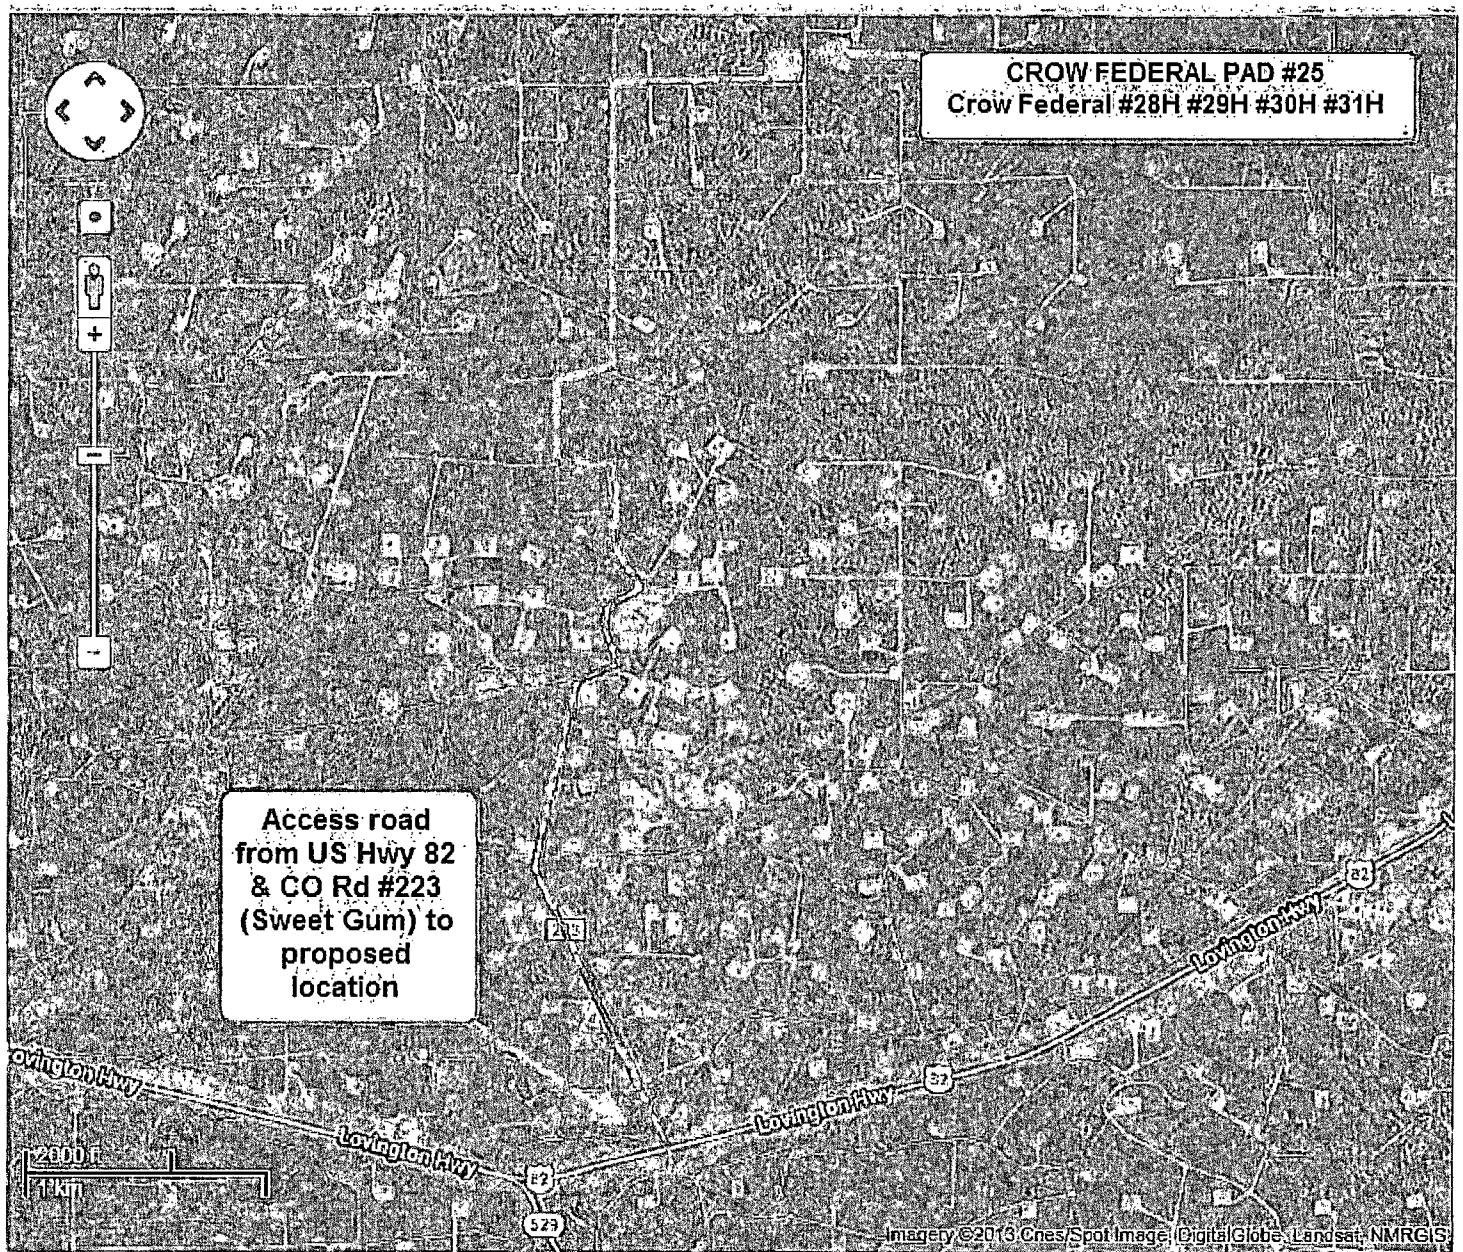 CROW FEDERAL PAD #25
Crow Federal #28H #29H #30H #31H
Access road
from US Hwy 82
& CO Rd #223
(Sweet Gum) to
proposed
location
82
Lovington Hwy
ovington Hwy
82
Lovington Hwy
Lovington Hwy
82
529
2000 ft
1 km
Imagery ©2013 Cnes/Spot Image, DigitalGlobe, Landsat, NMRGIS